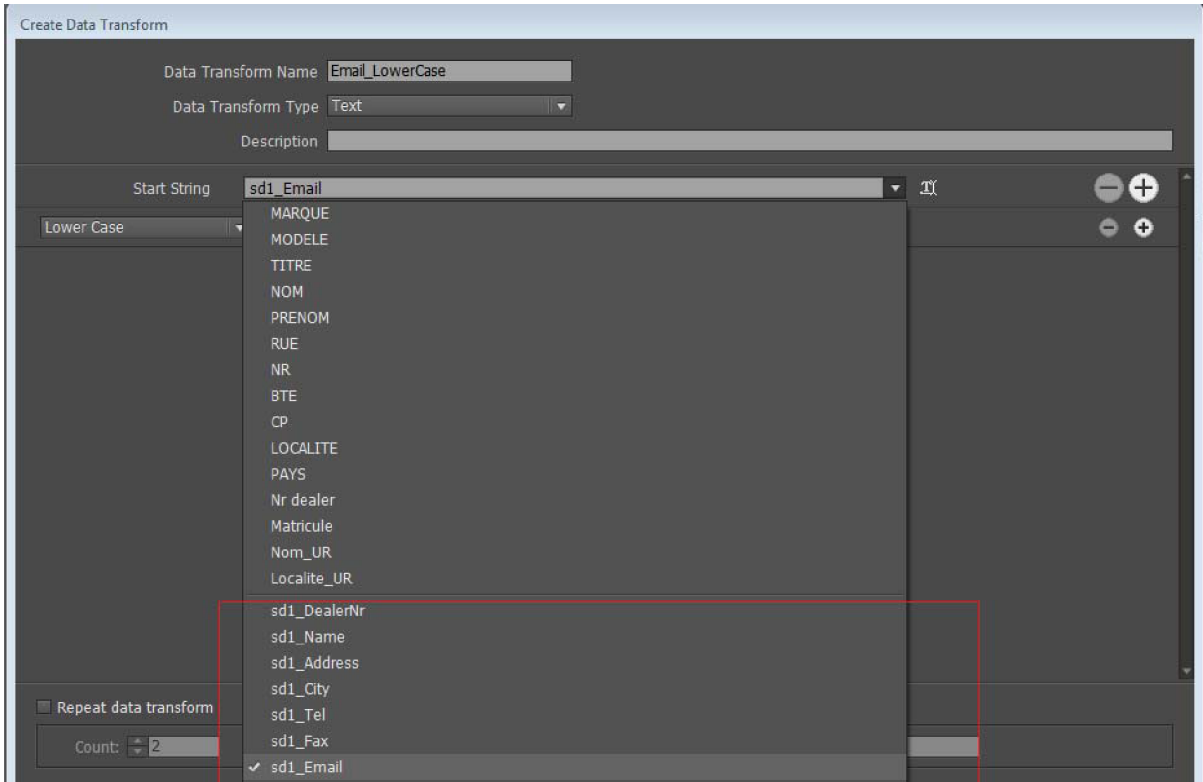 Create Data Transform
Data Transform Name Email_LowerCase
Data Transform Type Text
Description
Start String sd1_Email
Lower Case
MARQUE
MODELE
TITRE
NOM
PRENOM
RUE
NR
BTE
CP
LOCALITE
PAYS
Nr dealer
Matricule
Nom_UR
Localite_UR
sd1_DealerNr
sd1_Name
sd1_Address
sd1_City
sd1_Tel
sd1_Fax
sd1_Email
Repeat data transform
Count: 2